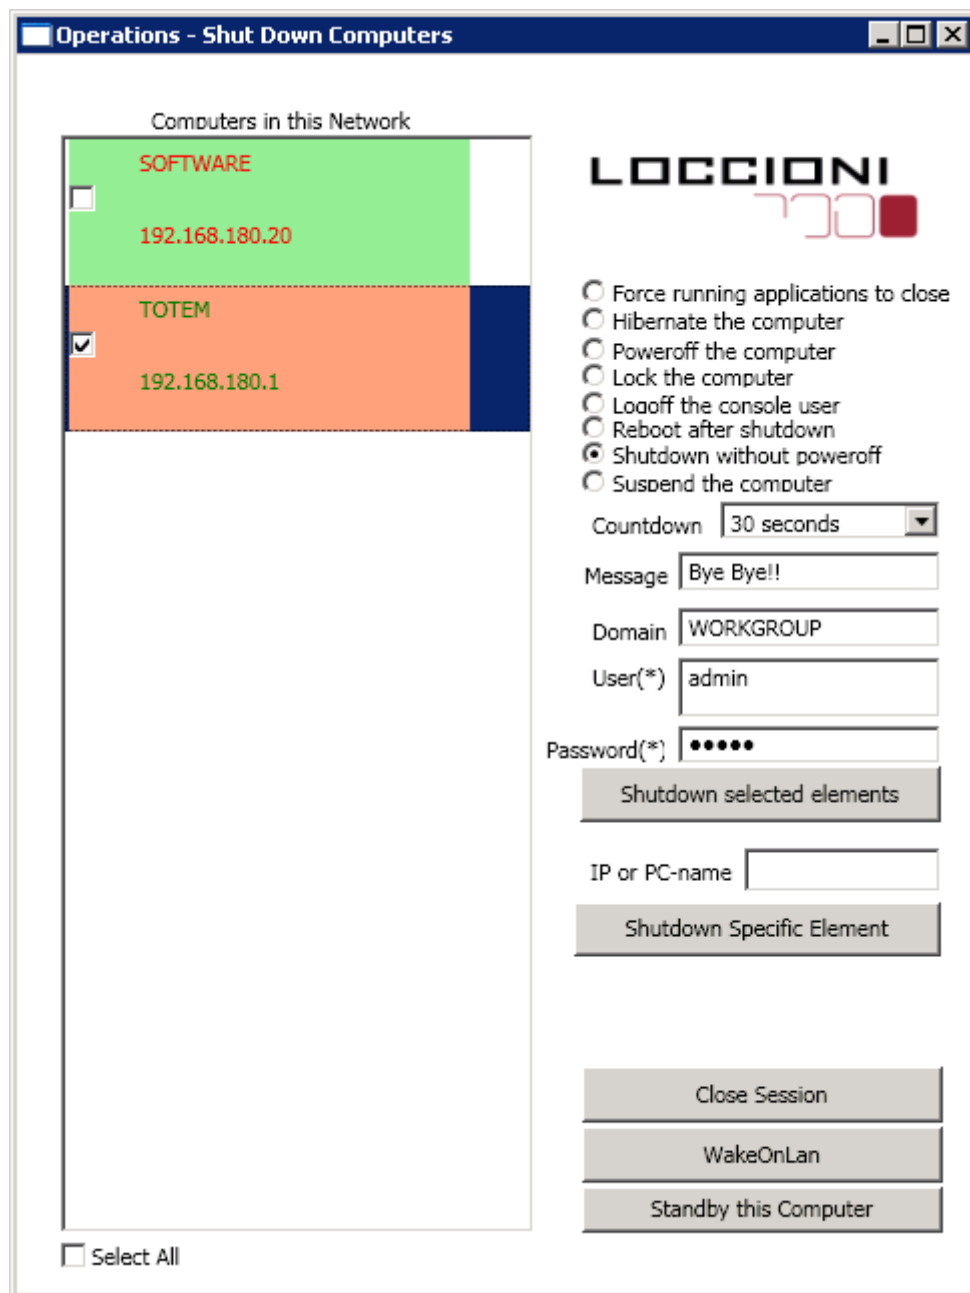 Operations - Shut Down Computers
Computers in this Network
SOFTWARE
192.168.180.20
TOTEM
192.168.180.1
Select All
LOCCIONI
Force running applications to close
Hibernate the computer
Poweroff the computer
Lock the computer
Logoff the console user
Reboot after shutdown
Shutdown without poweroff
Suspend the computer
Countdown 30 seconds
Message Bye Bye!!
Domain WORKGROUP
User(*) admin
Password(*) •••••
Shutdown selected elements
IP or PC-name
Shutdown Specific Element
Close Session
WakeOnLan
Standby this Computer